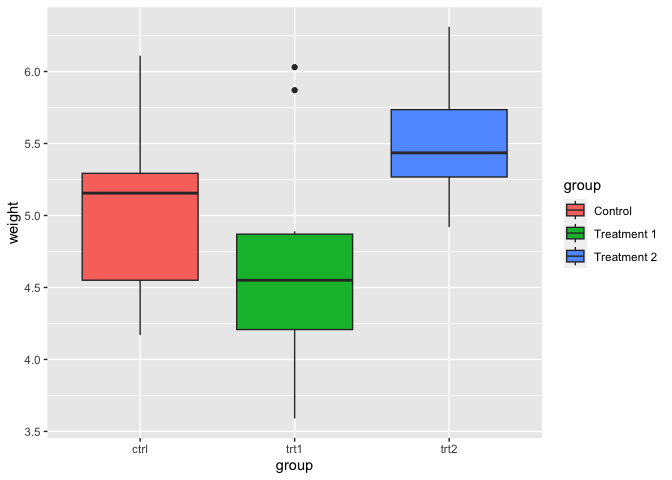 weight
6.0
5.5
5.0
4.5
4.0
3.5
ctrl trt1 trt2
group
group
Control
Treatment 1
Treatment 2